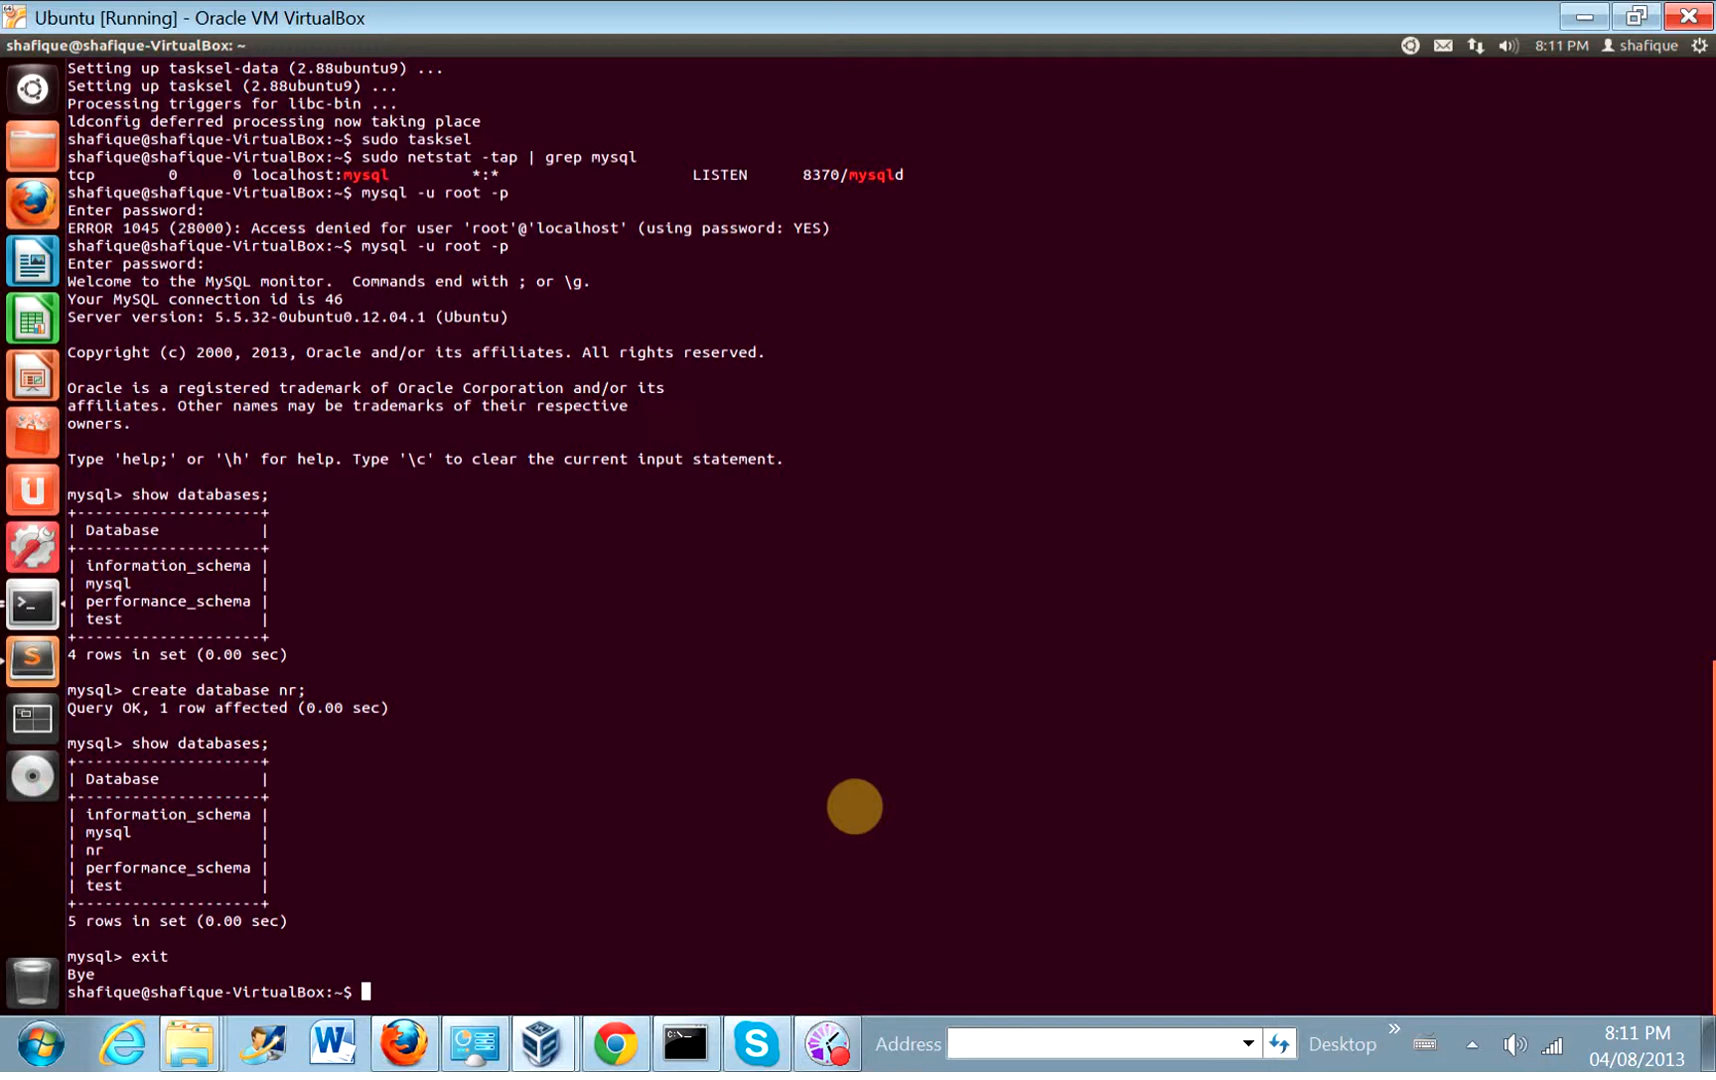 Ubuntu [Running] - Oracle VM VirtualBox
shafique@shafique-VirtualBox: ~
8:11 PM
shafique
Setting up tasksel-data (2.88ubuntu9) ...
Setting up tasksel (2.88ubuntu9) ...
Processing triggers for libc-bin ...
ldconfig deferred processing now taking place
shafique@shafique-VirtualBox:~$ sudo tasksel
shafique@shafique-VirtualBox:~$ sudo netstat -tap | grep mysql
tcp        0      0 localhost:mysql         *:*                     LISTEN      8370/mysqld
shafique@shafique-VirtualBox:~$ mysql -u root -p
Enter password:
ERROR 1045 (28000): Access denied for user 'root'@'localhost' (using password: YES)
shafique@shafique-VirtualBox:~$ mysql -u root -p
Enter password:
Welcome to the MySQL monitor.  Commands end with ; or \g.
Your MySQL connection id is 46
Server version: 5.5.32-0ubuntu0.12.04.1 (Ubuntu)
Copyright (c) 2000, 2013, Oracle and/or its affiliates. All rights reserved.
Oracle is a registered trademark of Oracle Corporation and/or its
affiliates. Other names may be trademarks of their respective
owners.
Type 'help;' or '\h' for help. Type '\c' to clear the current input statement.
mysql> show databases;
+--------------------+
| Database           |
+--------------------+
| information_schema |
| mysql              |
| performance_schema |
| test               |
+--------------------+
4 rows in set (0.00 sec)
mysql> create database nr;
Query OK, 1 row affected (0.00 sec)
mysql> show databases;
+--------------------+
| Database           |
+--------------------+
| information_schema |
| mysql              |
| nr                 |
| performance_schema |
| test               |
+--------------------+
5 rows in set (0.00 sec)
mysql> exit
Bye
shafique@shafique-VirtualBox:~$
Address
Desktop
8:11 PM
04/08/2013